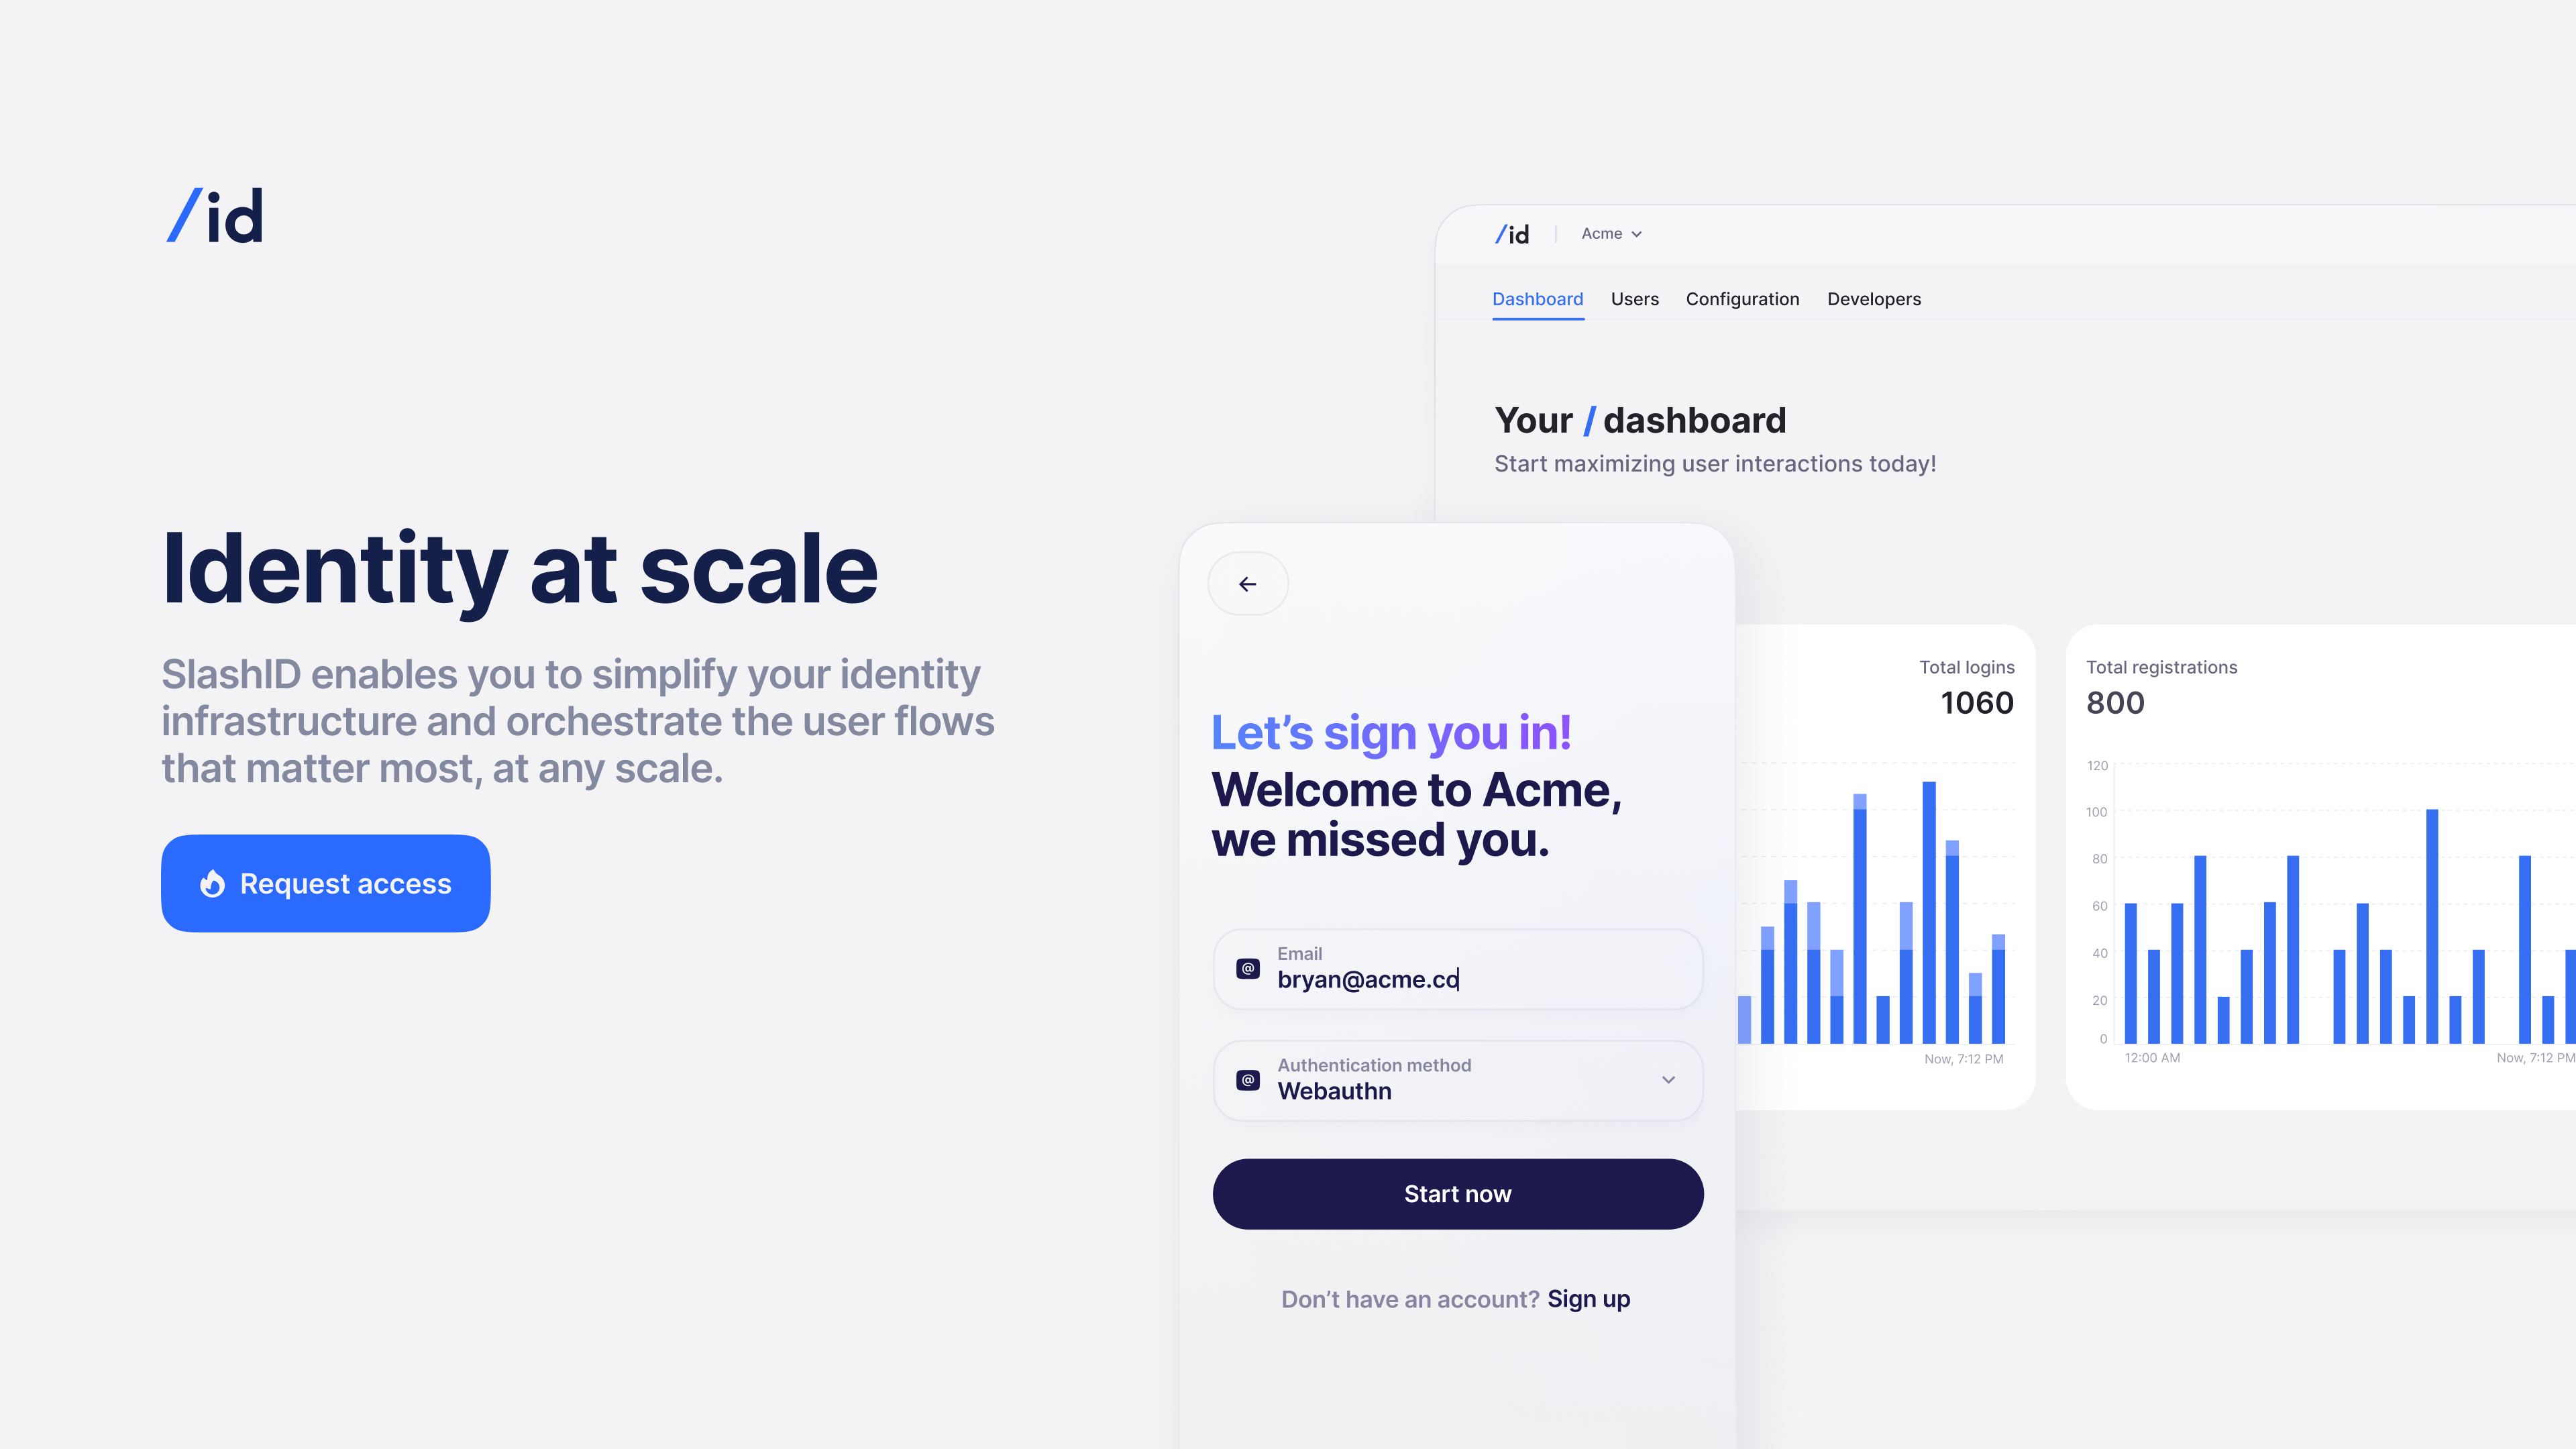 /id
Identity at scale
SlashID enables you to simplify your identity
infrastructure and orchestrate the user flows
that matter most, at any scale.
Request access
/id
Acme
Dashboard Users Configuration Developers
Your / dashboard
Start maximizing user interactions today!
Let’s sign you in!
Welcome to Acme,
we missed you.
@
Email
bryan@acme.co
@
Authentication method
Webauthn
Start now
Don’t have an account? Sign up
Total logins
1060
Now, 7:12 PM
Total registrations
800
120
100
80
60
40
20
0
12:00 AM
Now, 7:12 PM